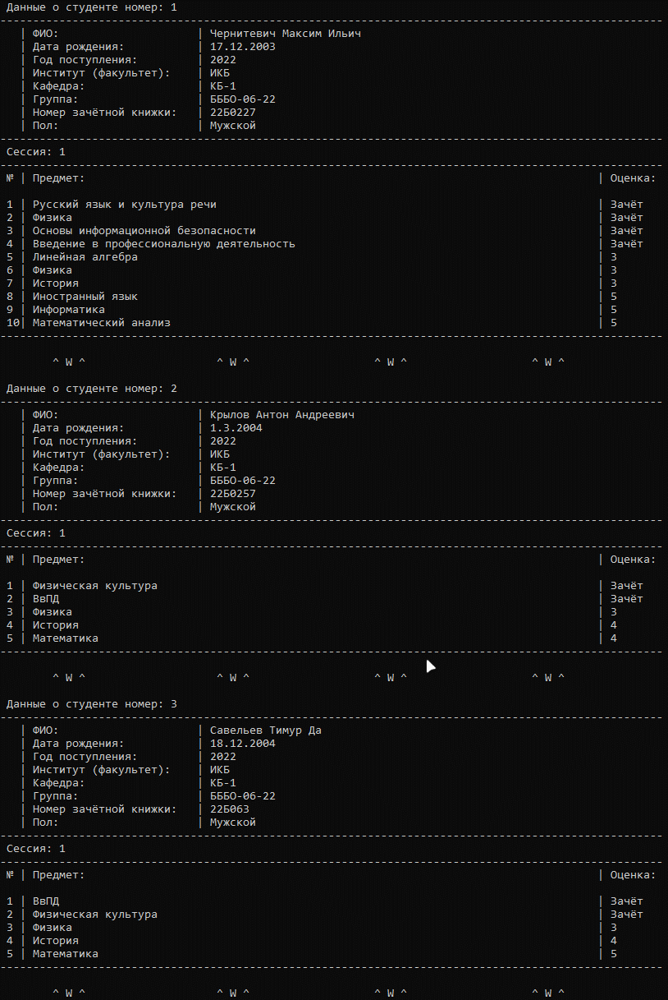 Данные о студенте номер: 1
--------------------------------------------------------------------------------
| ФИО: | Чернитевич Максим Ильич
| Дата рождения: | 17.12.2003
| Год поступления: | 2022
| Институт (факультет): | ИКБ
| Кафедра: | КБ-1
| Группа: | БББО-06-22
| Номер зачётной книжки: | 22Б0227
| Пол: | Мужской
--------------------------------------------------------------------------------
Сессия: 1
--------------------------------------------------------------------------------
№ | Предмет: | Оценка:
1 | Русский язык и культура речи | Зачёт
2 | Физика | Зачёт
3 | Основы информационной безопасности | Зачёт
4 | Введение в профессиональную деятельность | Зачёт
5 | Линейная алгебра | 3
6 | Физика | 3
7 | История | 3
8 | Иностранный язык | 5
9 | Информатика | 5
10| Математический анализ | 5
--------------------------------------------------------------------------------
^ W ^ ^ W ^ ^ W ^ ^ W ^
Данные о студенте номер: 2
--------------------------------------------------------------------------------
| ФИО: | Крылов Антон Андреевич
| Дата рождения: | 1.3.2004
| Год поступления: | 2022
| Институт (факультет): | ИКБ
| Кафедра: | КБ-1
| Группа: | БББО-06-22
| Номер зачётной книжки: | 22Б0257
| Пол: | Мужской
--------------------------------------------------------------------------------
Сессия: 1
--------------------------------------------------------------------------------
№ | Предмет: | Оценка:
1 | Физическая культура | Зачёт
2 | ВвПД | Зачёт
3 | Физика | 3
4 | История | 4
5 | Математика | 4
--------------------------------------------------------------------------------
^ W ^ ^ W ^ ^ W ^ ^ W ^
Данные о студенте номер: 3
--------------------------------------------------------------------------------
| ФИО: | Савельев Тимур Да
| Дата рождения: | 18.12.2004
| Год поступления: | 2022
| Институт (факультет): | ИКБ
| Кафедра: | КБ-1
| Группа: | БББО-06-22
| Номер зачётной книжки: | 22Б063
| Пол: | Мужской
--------------------------------------------------------------------------------
Сессия: 1
--------------------------------------------------------------------------------
№ | Предмет: | Оценка:
1 | ВвПД | Зачёт
2 | Физическая культура | Зачёт
3 | Физика | 3
4 | История | 4
5 | Математика | 5
--------------------------------------------------------------------------------
^ W ^ ^ W ^ ^ W ^ ^ W ^